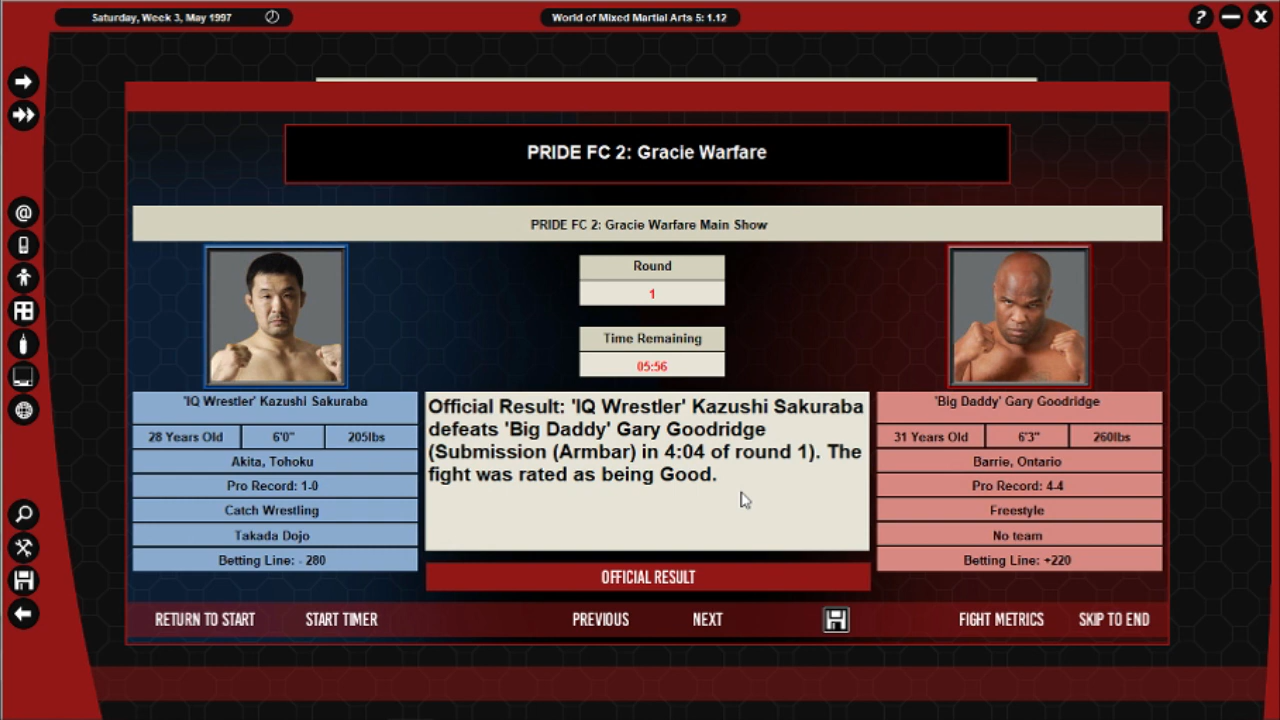 Saturday, Week 3, May 1997
World of Mixed Martial Arts 5: 1.12
?
X
@
PRIDE FC 2: Gracie Warfare
PRIDE FC 2: Gracie Warfare Main Show
Round
1
Time Remaining
05:56
'IQ Wrestler' Kazushi Sakuraba
28 Years Old
6'0"
205lbs
Akita, Tohoku
Pro Record: 1-0
Catch Wrestling
Takada Dojo
Betting Line: - 280
Official Result: 'IQ Wrestler' Kazushi Sakuraba
defeats 'Big Daddy' Gary Goodridge
(Submission (Armbar) in 4:04 of round 1). The
fight was rated as being Good.
OFFICIAL RESULT
'Big Daddy' Gary Goodridge
31 Years Old
6'3"
260lbs
Barrie, Ontario
Pro Record: 4-4
Freestyle
No team
Betting Line: +220
RETURN TO START
START TIMER
PREVIOUS
NEXT
FIGHT METRICS
SKIP TO END